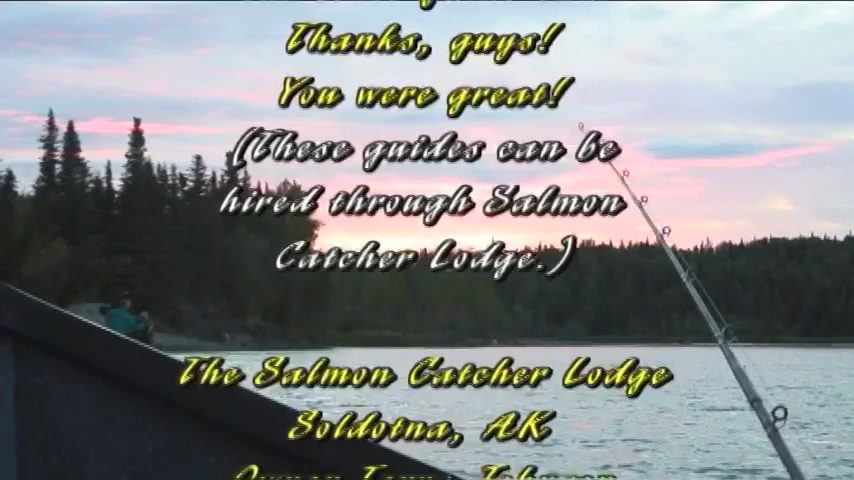 Thanks, guys!
You were great!
(These guides can be
hired through Salmon
Catcher Lodge.)
The Salmon Catcher Lodge
Soldotna, AK